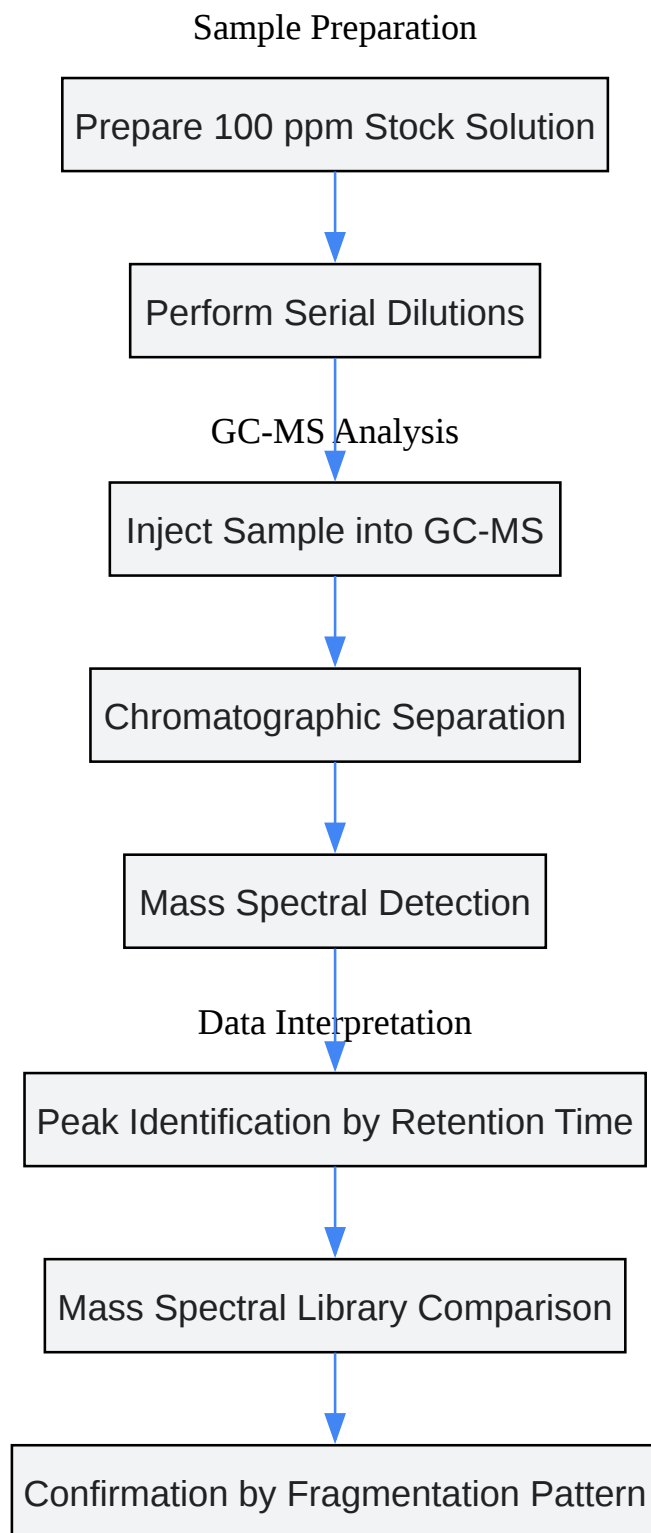 Sample Preparation
Prepare 100 ppm Stock Solution
Perform Serial Dilutions
GC-MS Analysis
Inject Sample into GC-MS
Chromatographic Separation
Mass Spectral Detection
Data Interpretation
Peak Identification by Retention Time
Mass Spectral Library Comparison
Confirmation by Fragmentation Pattern